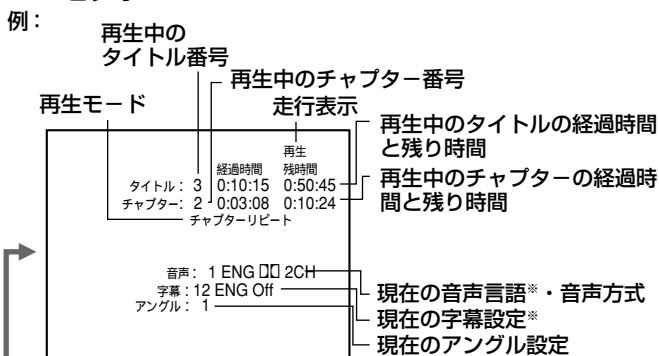 例：
再生中の
タイトル番号
再生中のチャプター番号
再生モード
走行表示
再生中のタイトルの経過時間
と残り時間
再生中のチャプターの経過時
間と残り時間
再生
経過時間 残時間
タイトル： 3 0:10:15 0:50:45
チャプター： 2 0:03:08 0:10:24
チャプターリピート
音声： 1 ENG 2CH
字幕：12 ENG Off
アングル： 1
現在の音声言語※・音声方式
現在の字幕設定※
現在のアングル設定